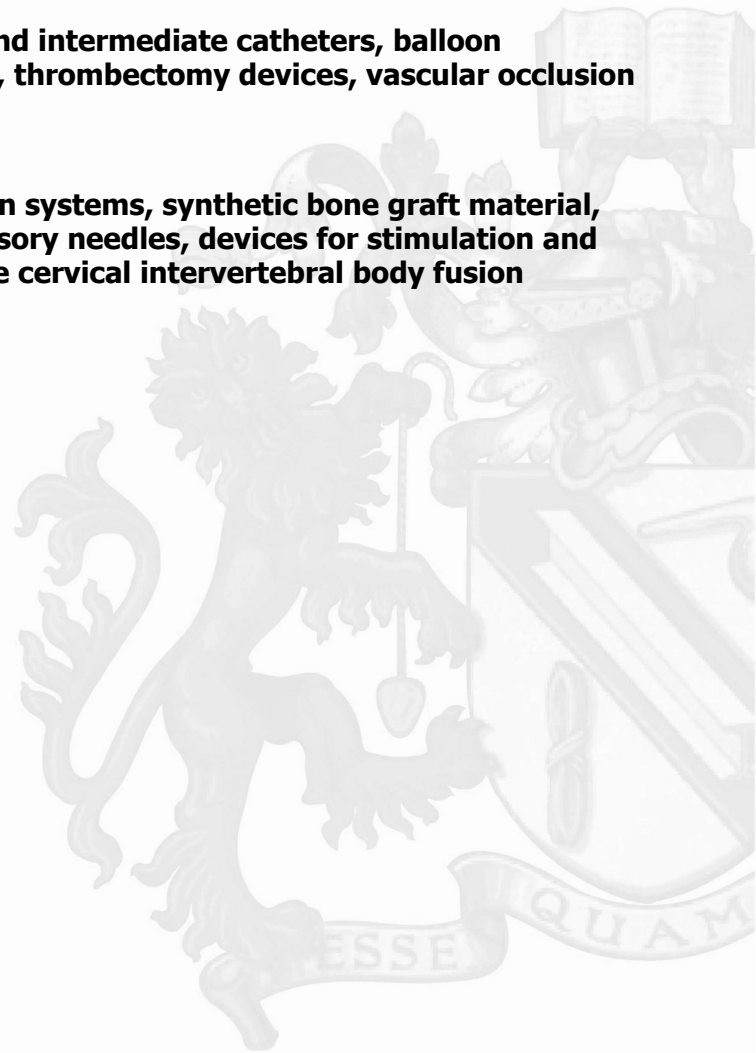 nd intermediate catheters, balloon
, thrombectomy devices, vascular occlusion
n systems, synthetic bone graft material,
sory needles, devices for stimulation and
e cervical intervertebral body fusion
ESSE QUAM